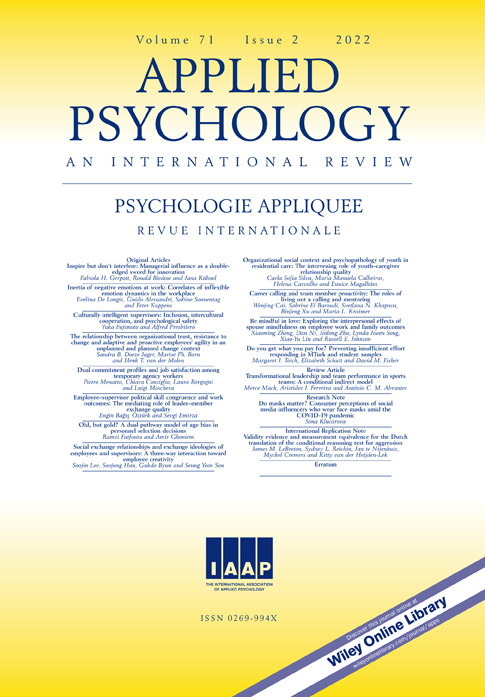 Volume 71 Issue 2 2022
APPLIED
PSYCHOLOGY
AN INTERNATIONAL REVIEW
PSYCHOLOGIE APPLIQUEE
REVUE INTERNATIONALE
Original Articles
Inspire but don't interfere: Managerial influence as a double-
edged sword for innovation
Fabiola H. Gerpott, Ronald Bledow and Jana Kühnel
Inertia of negative emotions at work: Correlates of inflexible
emotion dynamics in the workplace
Evelina De Longis, Guido Alessandri, Sabine Sonnentag
and Peter Kuppens
Culturally intelligent supervisors: Inclusion, intercultural
cooperation, and psychological safety
Yuka Fujimoto and Alfred Presbitero
The relationship between organizational trust, resistance to
change and adaptive and proactive employees' agility in an
unplanned and planned change context
Sandra B. Doeze Jager, Marise Ph. Born
and Henk T. van der Molen
Dual commitment profiles and job satisfaction among
temporary agency workers
Pietro Menatta, Chiara Consiglio, Laura Borgogni
and Luigi Moschera
Employee–supervisor political skill congruence and work
outcomes: The mediating role of leader–member
exchange quality
Engin Bağış Öztürk and Sevgi Emirza
Old, but gold? A dual-pathway model of age bias in
personnel selection decisions
Ramzi Fatfouta and Amir Ghoniem
Social exchange relationships and exchange ideologies of
employees and supervisors: A three-way interaction toward
employee creativity
Soojin Lee, Soojung Han, Gukdo Byun and Seung Yeon Son
Organizational social context and psychopathology of youth in
residential care: The intervening role of youth–caregiver
relationship quality
Carla Sofia Silva, Maria Manuela Calheiros,
Helena Carvalho and Eunice Magalhães
Career calling and team member proactivity: The roles of
living out a calling and mentoring
Wenjing Cai, Sabrine El Baroudi, Svetlana N. Khapova,
Binfeng Xu and Maria L. Kraimer
Be mindful in love: Exploring the interpersonal effects of
spouse mindfulness on employee work and family outcomes
Xiaoming Zheng, Dan Ni, Jinlong Zhu, Lynda Jiwen Song,
Xiao-Yu Liu and Russell E. Johnson
Do you get what you pay for? Preventing insufficient effort
responding in MTurk and student samples
Margaret T. Toich, Elizabeth Schutt and David M. Fisher
Review Article
Transformational leadership and team performance in sports
teams: A conditional indirect model
Merce Mach, Aristides I. Ferreira and António C. M. Abrantes
Research Note
Do masks matter? Consumer perceptions of social
media influencers who wear face masks amid the
COVID-19 pandemic
Sona Klucarova
International Replication Note
Validity evidence and measurement equivalence for the Dutch
translation of the conditional reasoning test for aggression
James M. LeBreton, Sydney L. Reichin, Jan te Nijenhuis,
Myckel Cremers and Kitty van der Heijden-Lek
Erratum
IAAP
THE INTERNATIONAL ASSOCIATION
OF APPLIED PSYCHOLOGY
ISSN 0269-994X
Discover this journal online at
Wiley Online Library
wileyonlinelibrary.com/journal/apps